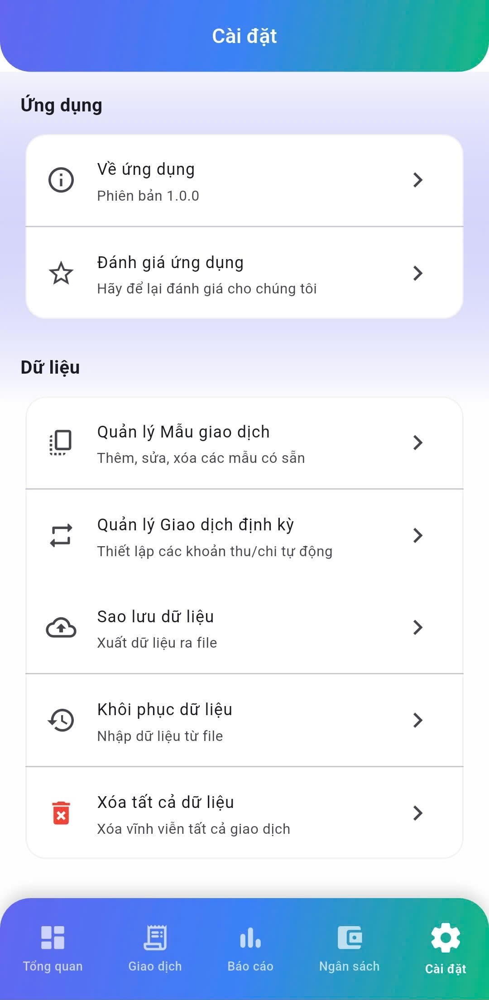 Cài đặt
Ứng dụng
Về ứng dụng
Phiên bản 1.0.0
Đánh giá ứng dụng
Hãy để lại đánh giá cho chúng tôi
Dữ liệu
Quản lý Mẫu giao dịch
Thêm, sửa, xóa các mẫu có sẵn
Quản lý Giao dịch định kỳ
Thiết lập các khoản thu/chi tự động
Sao lưu dữ liệu
Xuất dữ liệu ra file
Khôi phục dữ liệu
Nhập dữ liệu từ file
Xóa tất cả dữ liệu
Xóa vĩnh viễn tất cả giao dịch
Tổng quan
Giao dịch
Báo cáo
Ngân sách
Cài đặt